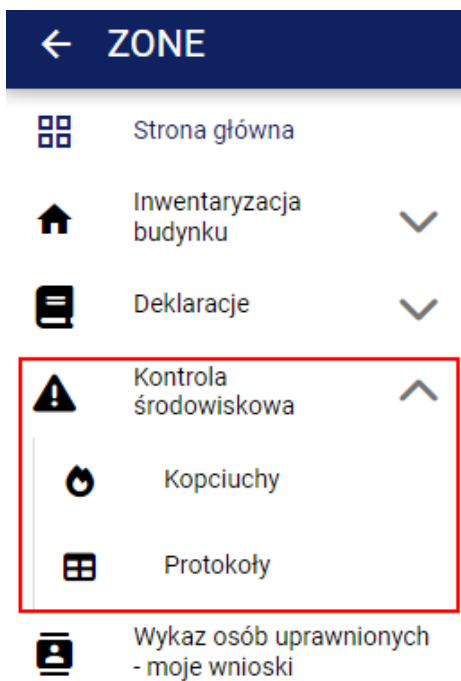 ZONE
Strona główna
Inwentaryzacja
budynku
Deklaracje
Kontrola
środowiskowa
Kopciuchy
Protokoły
Wykaz osób uprawnionych
- moje wnioski